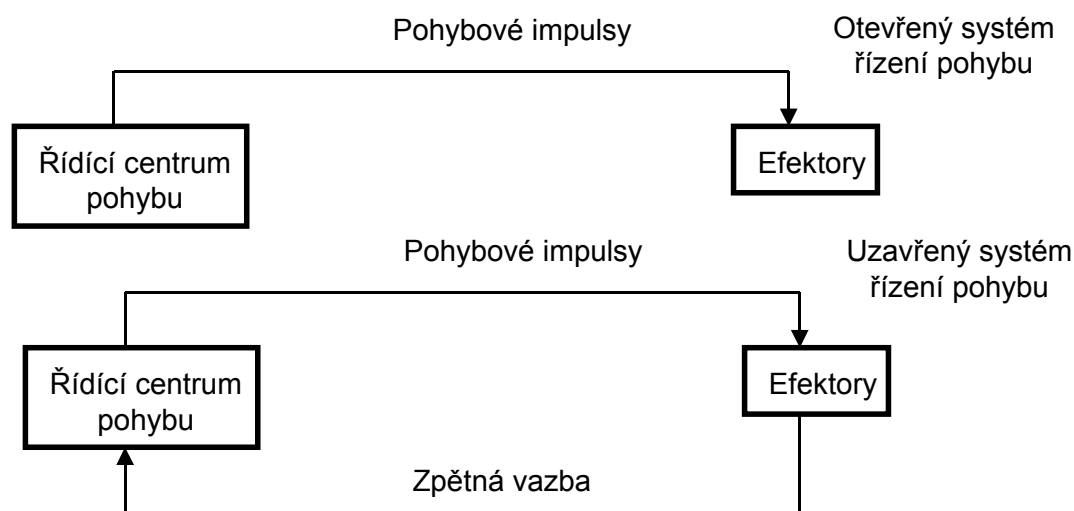 Pohybové impulsy
Otevřený systém
řízení pohybu
Řídící centrum
pohybu
Efektory
Pohybové impulsy
Uzavřený systém
řízení pohybu
Řídící centrum
pohybu
Efektory
Zpětná vazba